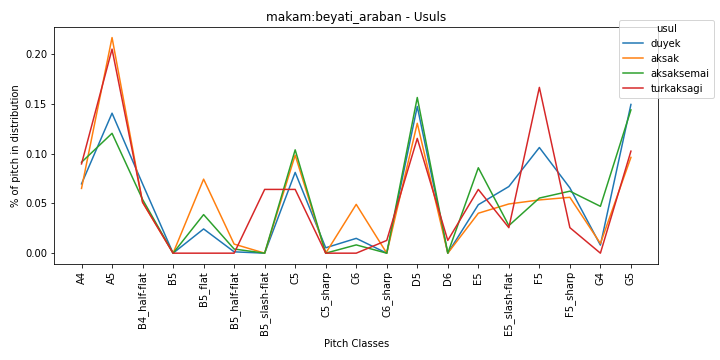 makam:beyati_araban - Usuls
usul
duyek
aksak
aksaksemai
turkaksagi
% of pitch in distribution
0.20
0.15
0.10
0.05
0.00
A4
A5
B4_half-flat
B5
B5_flat
B5_half-flat
B5_slash-flat
C5
C5_sharp
C6
C6_sharp
D5
D6
E5
E5_slash-flat
F5
F5_sharp
G4
G5
Pitch Classes